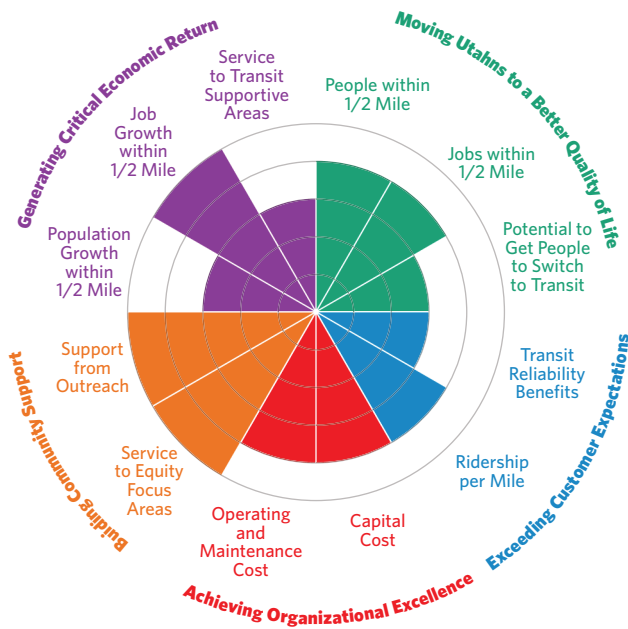 Generating Critical Economic Return
Moving Utahns to a Better Quality of Life
Service
to Transit
Supportive
Areas
People within
1/2 Mile
Job
Growth
within
1/2 Mile
Jobs within
1/2 Mile
Population
Growth
within
1/2 Mile
Potential to
Get People
to Switch
to Transit
Support
from
Outreach
Transit
Reliability
Benefits
Building Community Support
Exceeding Customer Expectations
Service
to Equity
Focus
Areas
Ridership
per Mile
Operating
and
Maintenance
Cost
Capital
Cost
Achieving Organizational Excellence